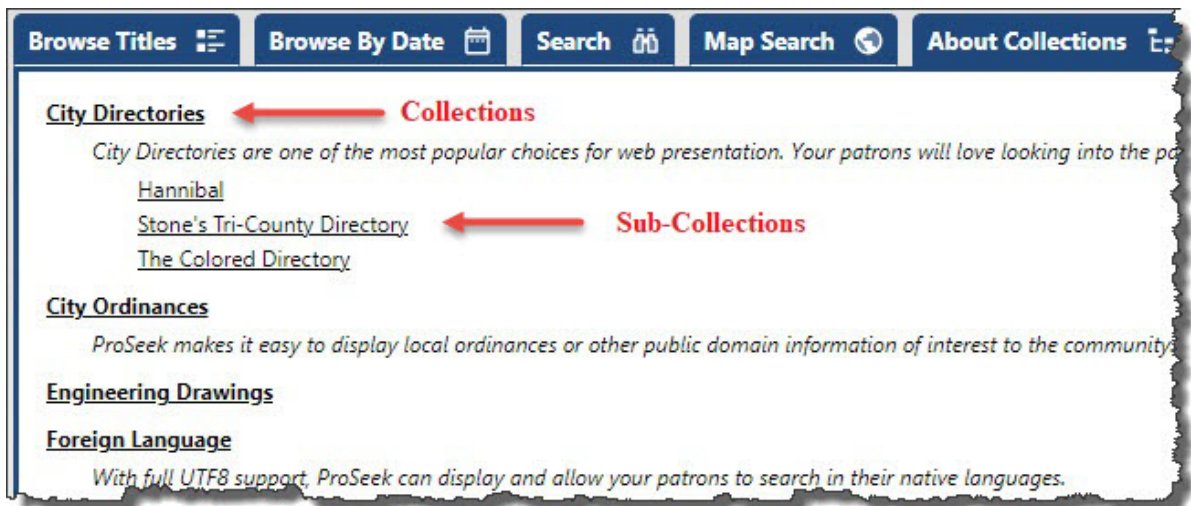 Browse Titles Browse By Date Search Map Search About Collections
City Directories Collections
City Directories are one of the most popular choices for web presentation. Your patrons will love looking into the
Hannibal
Stone's Tri-County Directory Sub-Collections
The Colored Directory
City Ordinances
ProSeek makes it easy to display local ordinances or other public domain information of interest to the community
Engineering Drawings
Foreign Language
With full UTF8 support, ProSeek can display and allow your patrons to search in their native languages.